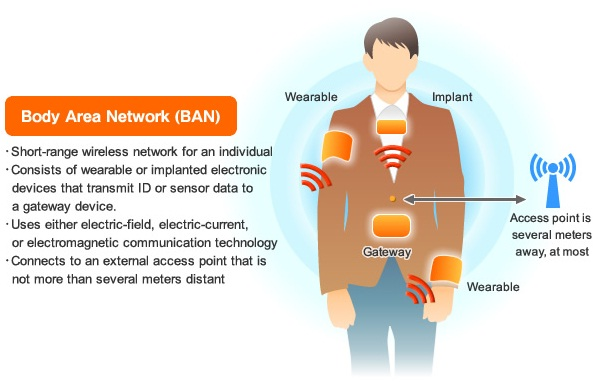 Body Area Network (BAN)
·Short-range wireless network for an individual
·Consists of wearable or implanted electronic
devices that transmit ID or sensor data to
a gateway device.
·Uses either electric-field, electric-current,
or electromagnetic communication technology
·Connects to an external access point that is
not more than several meters distant
Wearable
Implant
Gateway
Wearable
Access point is
several meters
away, at most